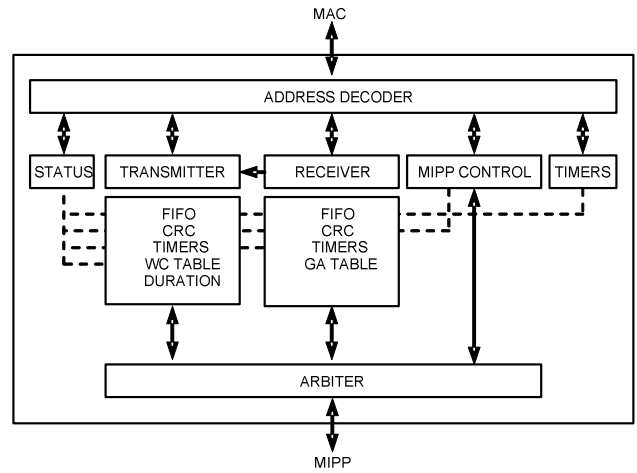 MAC
ADDRESS DECODER
STATUS
TRANSMITTER
RECEIVER
MIPP CONTROL
TIMERS
FIFO
CRC
TIMERS
WC TABLE
DURATION
FIFO
CRC
TIMERS
GA TABLE
ARBITER
MIPP